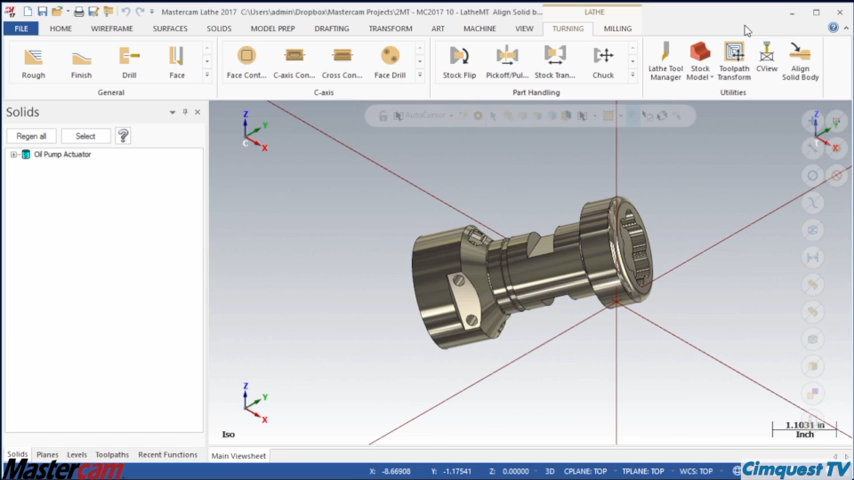 Mastercam Lathe 2017 C:\Users\admin\Dropbox\Mastercam Projects\2MT - MC2017 10 - LatheMT Align Solid b...
LATHE
FILE HOME WIREFRAME SURFACES SOLIDS MODEL PREP DRAFTING TRANSFORM ART MACHINE VIEW TURNING MILLING
Rough Finish Drill Face
General
Face Cont... C-axis Con... Cross Con... Face Drill
C-axis
Stock Flip Pickoff/Pul... Stock Tran... Chuck
Part Handling
Lathe Tool Manager Stock Model Toolpath Transform CView Align Solid Body
Utilities
Solids
Regen all Select
Oil Pump Actuator
AutoCursor
Z Y X C
Z Y X
Z Y X
Iso
1.1031 in
Inch
Solids Planes Levels Toolpaths Recent Functions
Main Viewsheet
X: -8.66908 Y: -1.17541 Z: 0.00000 3D CPLANE: TOP TPLANE: TOP WCS: TOP
Mastercam
Cimquest TV